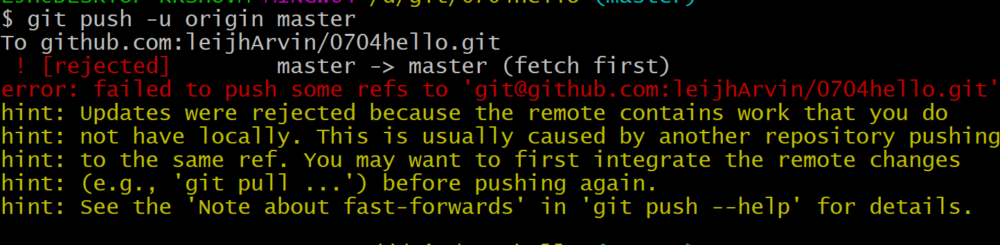 $ git push -u origin master
To github.com:leijhArvin/0704hello.git
! [rejected] master -> master (fetch first)
error: failed to push some refs to 'git@github.com:leijhArvin/0704hello.git'
hint: Updates were rejected because the remote contains work that you do
hint: not have locally. This is usually caused by another repository pushing
hint: to the same ref. You may want to first integrate the remote changes
hint: (e.g., 'git pull ...') before pushing again.
hint: See the 'Note about fast-forwards' in 'git push --help' for details.